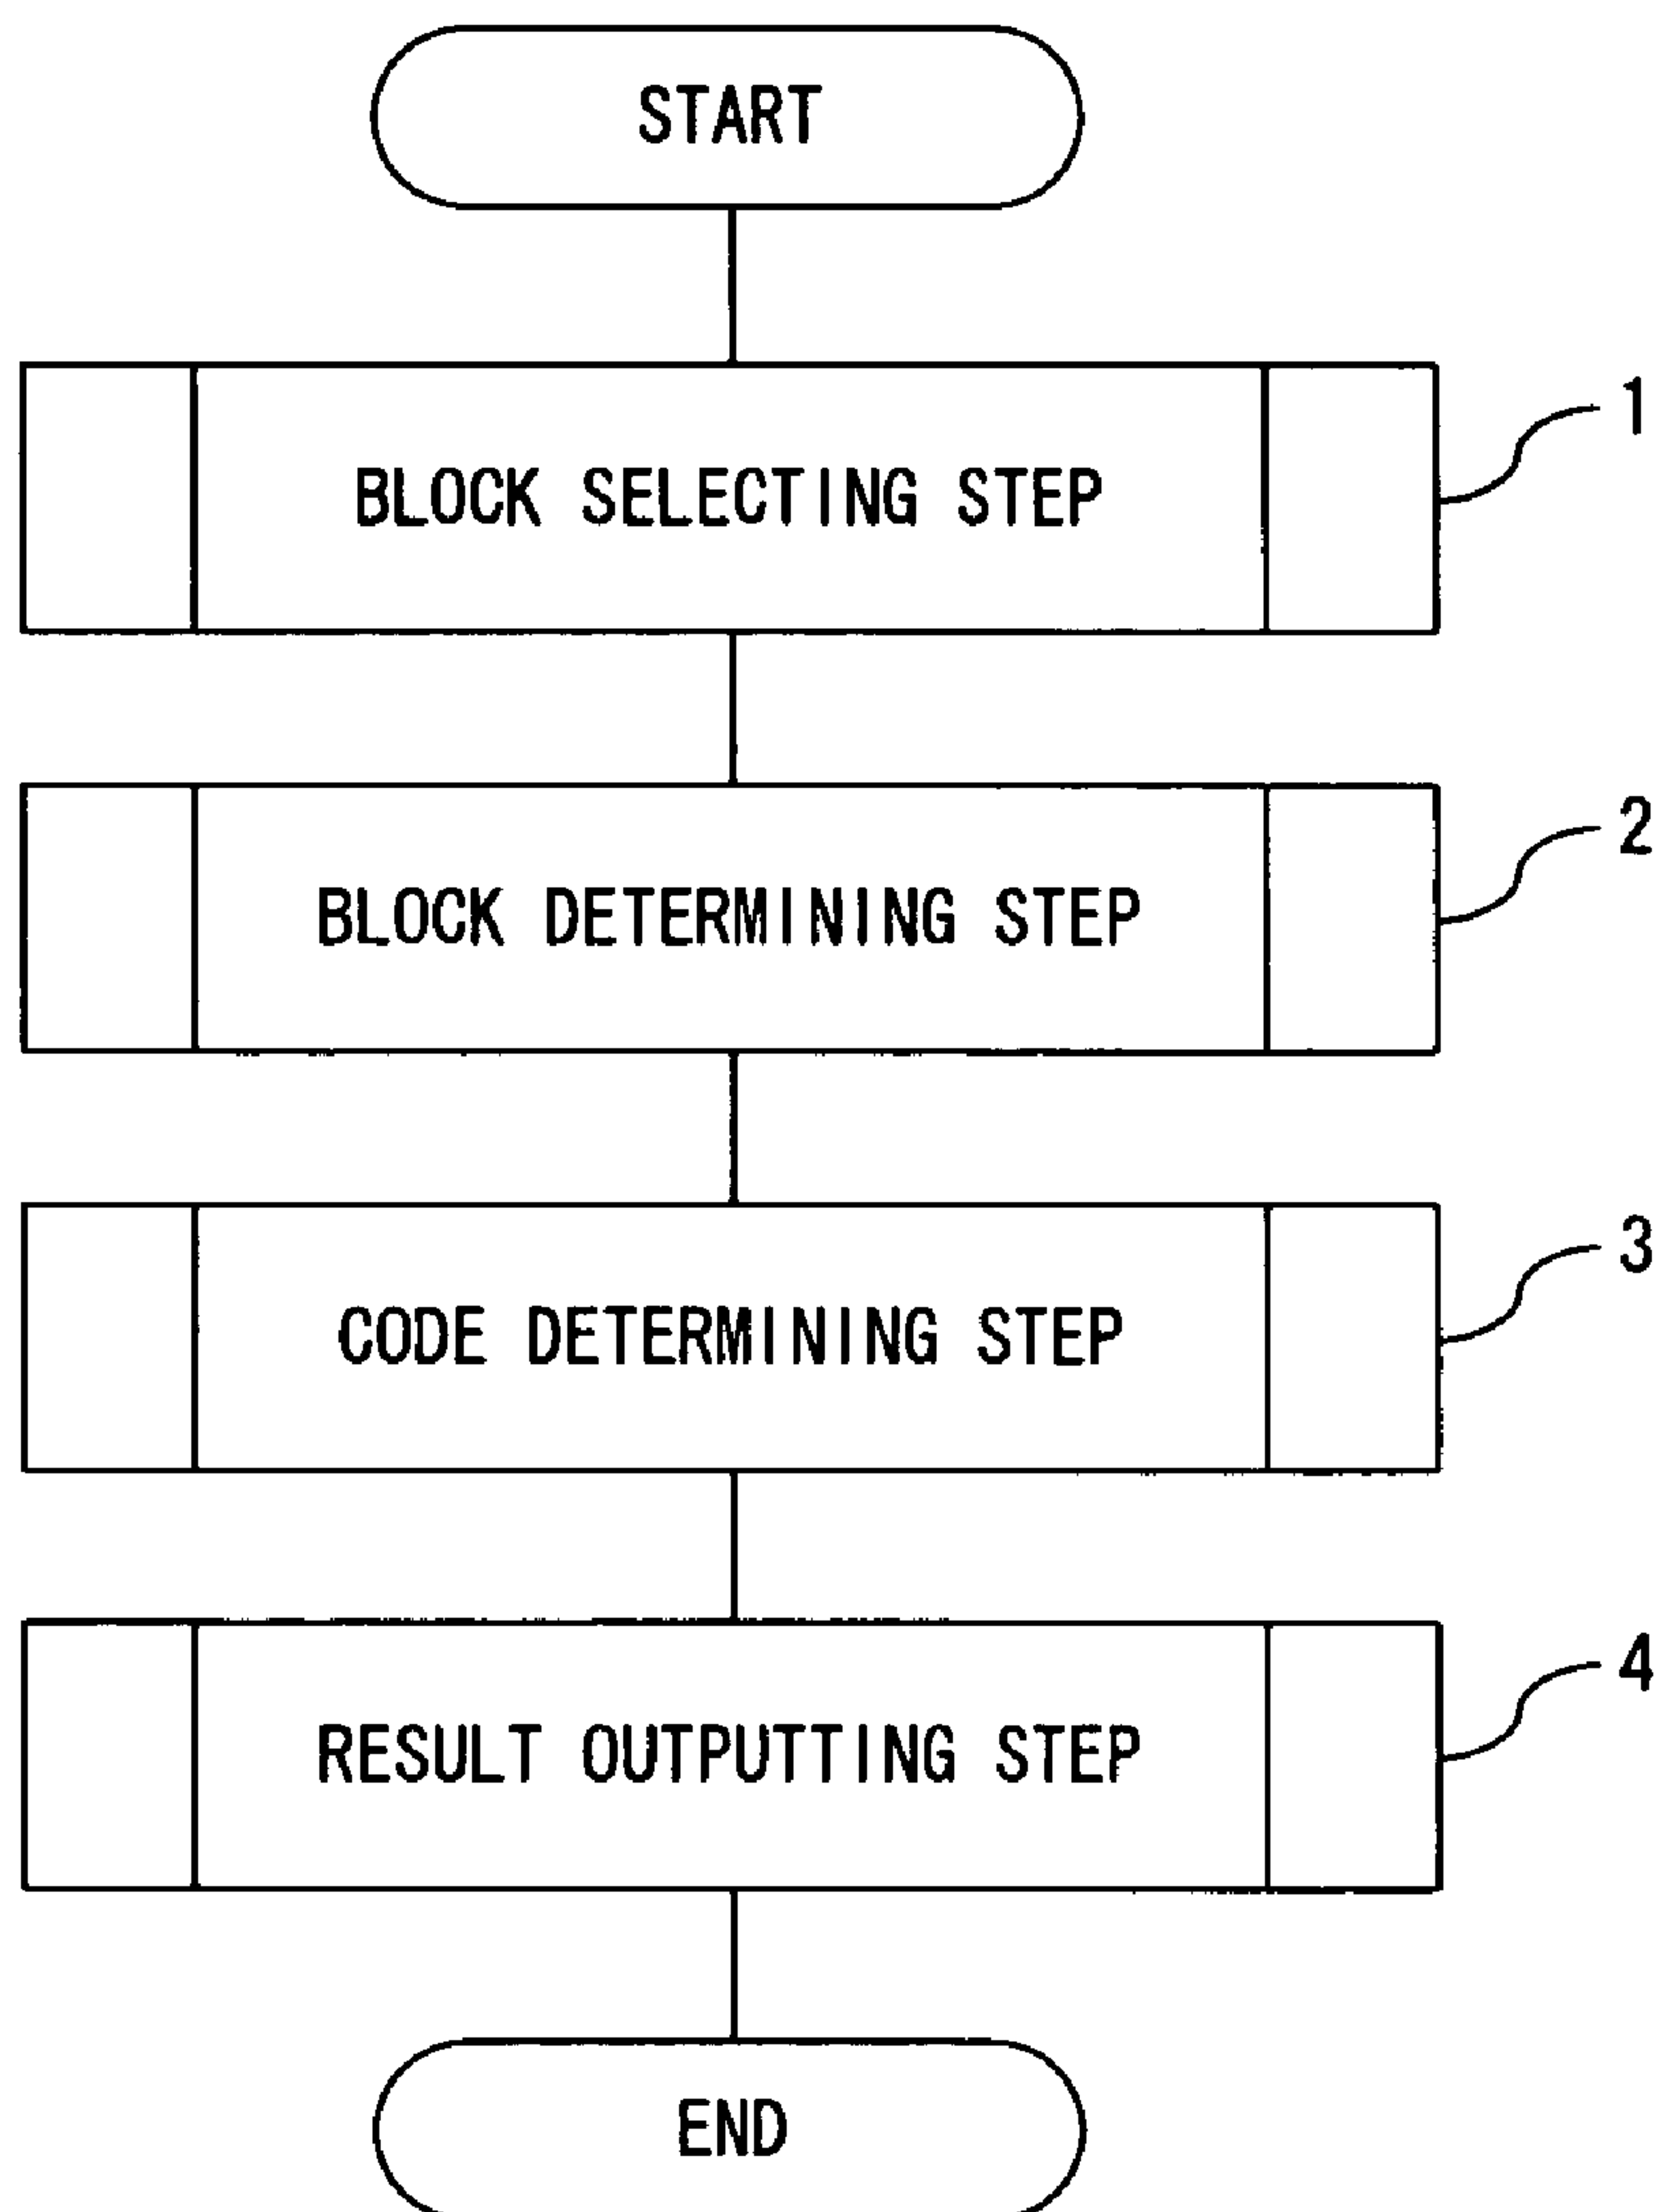 START
BLOCK SELECTING STEP
1
BLOCK DETERMINING STEP
2
CODE DETERMINING STEP
3
RESULT OUTPUTTING STEP
4
END